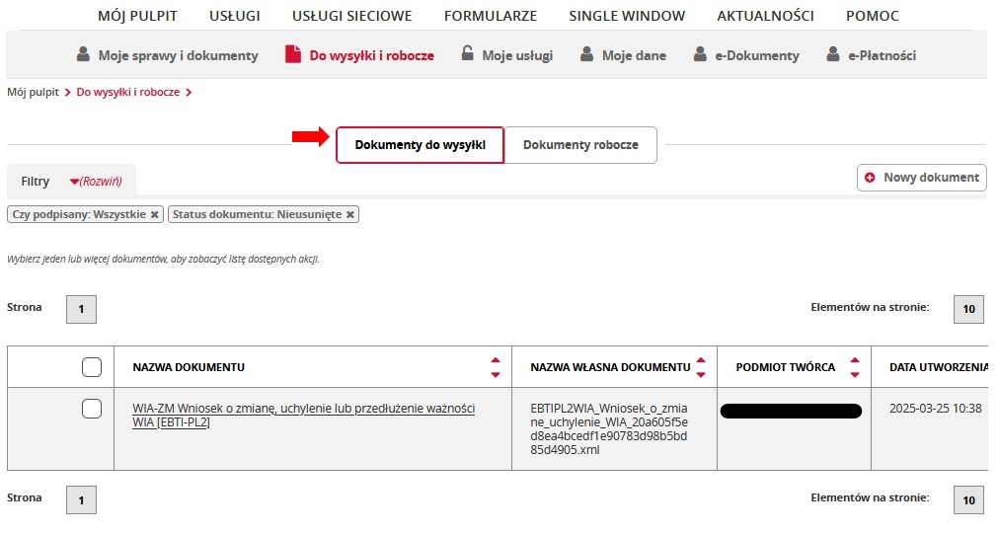 MÓJ PULPIT USŁUGI USŁUGI SIECIOWE FORMULARZE SINGLE WINDOW AKTUALNOŚCI POMOC
Moje sprawy i dokumenty Do wysyłki i robocze Moje usługi Moje dane e-Dokumenty e-Płatności
Mój pulpit Do wysyłki i robocze
Dokumenty do wysyłki Dokumenty robocze
Filtry (Rozwiń) Nowy dokument
Czy podpisany: Wszystkie Status dokumentu: Nieusunięte
Wybierz jeden lub więcej dokumentów, aby zobaczyć listę dostępnych akcji.
Strona 1 Elementów na stronie: 10
NAZWA DOKUMENTU NAZWA WŁASNA DOKUMENTU PODMIOT TWÓRCA DATA UTWORZENIA
WIA-ZM Wniosek o zmianę, uchylenie lub przedłużenie ważności
WIA [EBTI-PL2]
EBTIPL2WIA_Wniosek_o_zmia
ne_uchylenie_WIA_20a605f5e
d8ea4bcedf1e90783d98b5bd
85d4905.xml
2025-03-25 10:38
Strona 1 Elementów na stronie: 10